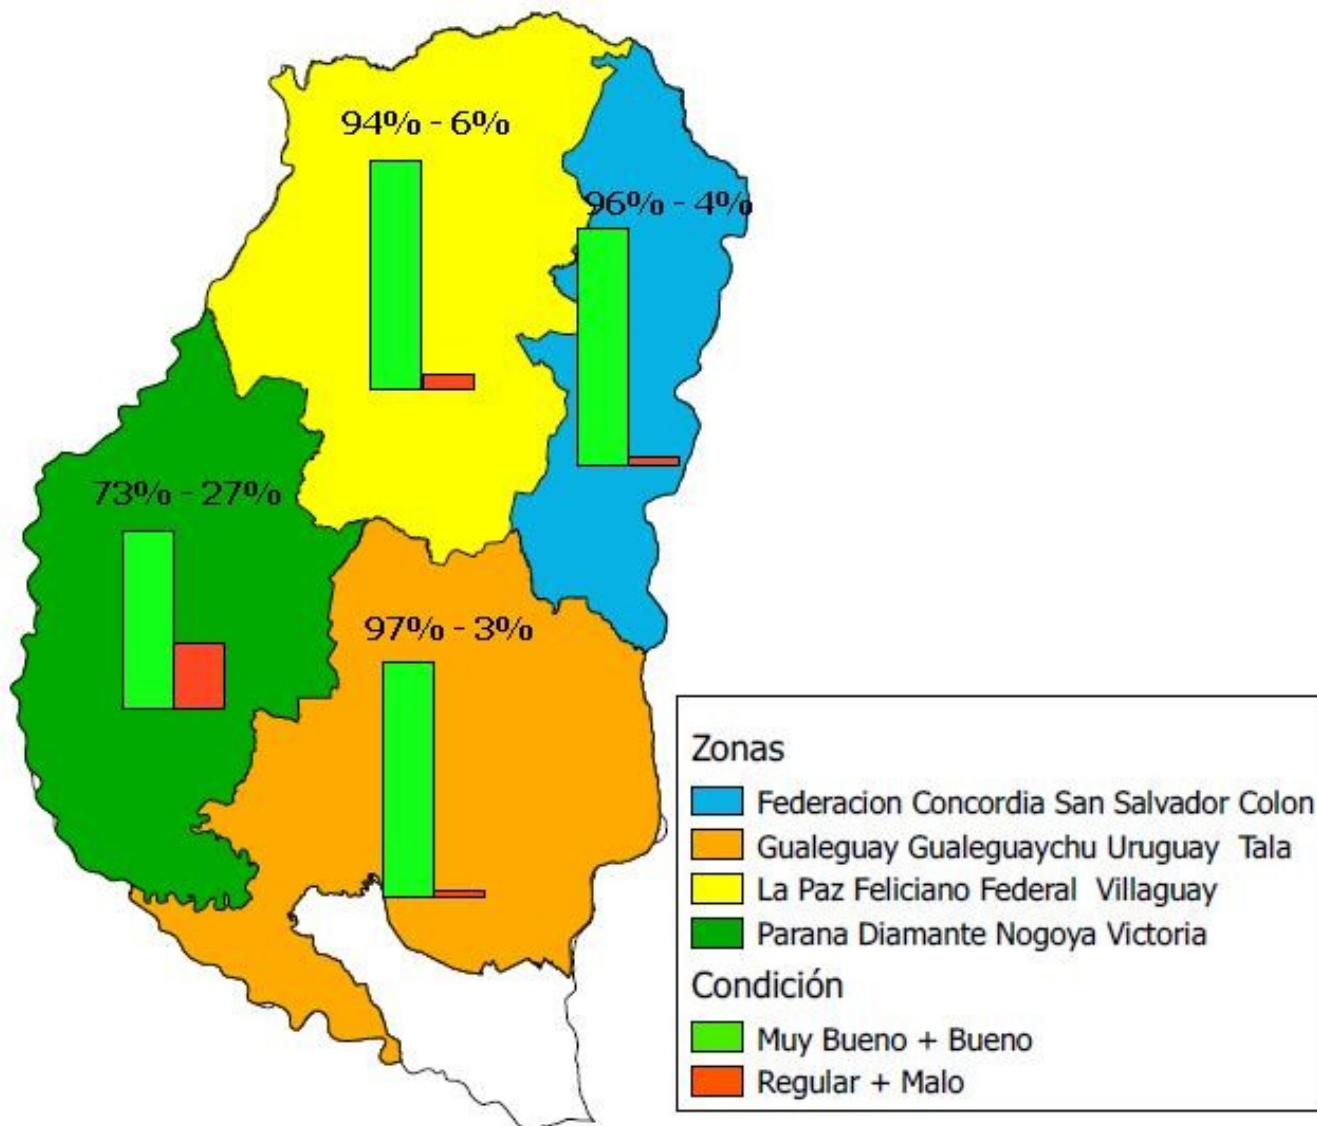 94% - 6%
96% - 4%
73% - 27%
97% - 3%
Zonas
Federacion Concordia San Salvador Colon
Gualeguay Gualeguaychu Uruguay  Tala
La Paz Feliciano Federal  Villaguay
Parana Diamante Nogoya Victoria
Condición
Muy Bueno + Bueno
Regular + Malo